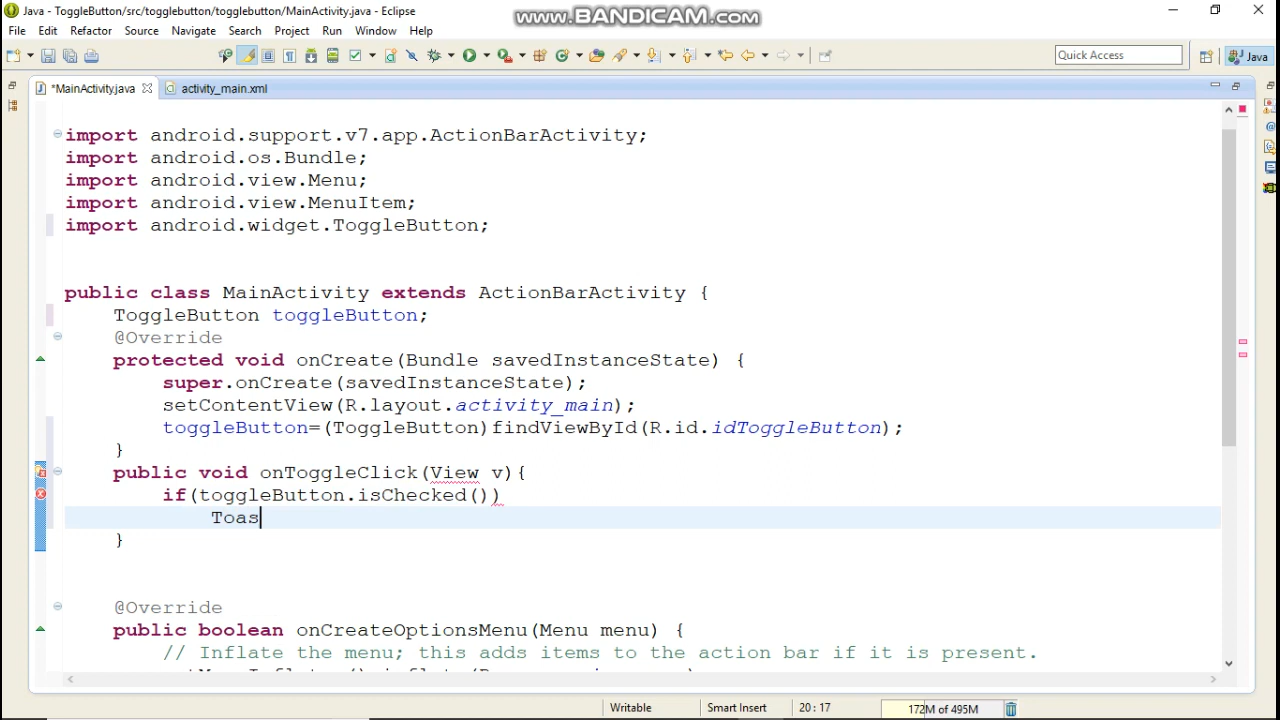 Java - ToggleButton/src/togglebutton/togglebutton/MainActivity.java - Eclipse
www.BANDICAM.com
File Edit Refactor Source Navigate Search Project Run Window Help
Quick Access
Java
*MainActivity.java
activity_main.xml
import android.support.v7.app.ActionBarActivity;
import android.os.Bundle;
import android.view.Menu;
import android.view.MenuItem;
import android.widget.ToggleButton;
public class MainActivity extends ActionBarActivity {
ToggleButton toggleButton;
@Override
protected void onCreate(Bundle savedInstanceState) {
super.onCreate(savedInstanceState);
setContentView(R.layout.activity_main);
toggleButton=(ToggleButton)findViewById(R.id.idToggleButton);
}
public void onToggleClick(View v){
if(toggleButton.isChecked())
Toas
}
@Override
public boolean onCreateOptionsMenu(Menu menu) {
// Inflate the menu; this adds items to the action bar if it is present.
Writable
Smart Insert
20 : 17
172M of 495M